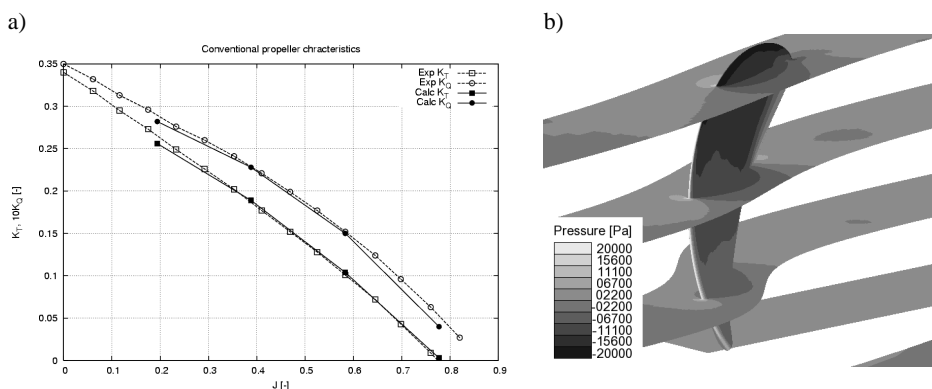 a)
b)
Conventional propeller chracteristics
Exp K_T
Exp K_Q
Calc K_T
Calc K_Q
0.35
0.3
0.25
0.2
0.15
0.1
0.05
0
K_T, 10K_Q [-]
0 0.1 0.2 0.3 0.4 0.5 0.6 0.7 0.8 0.9
J [-]
Pressure [Pa]
20000
15600
11100
06700
02200
-02200
-06700
-11100
-15600
-20000